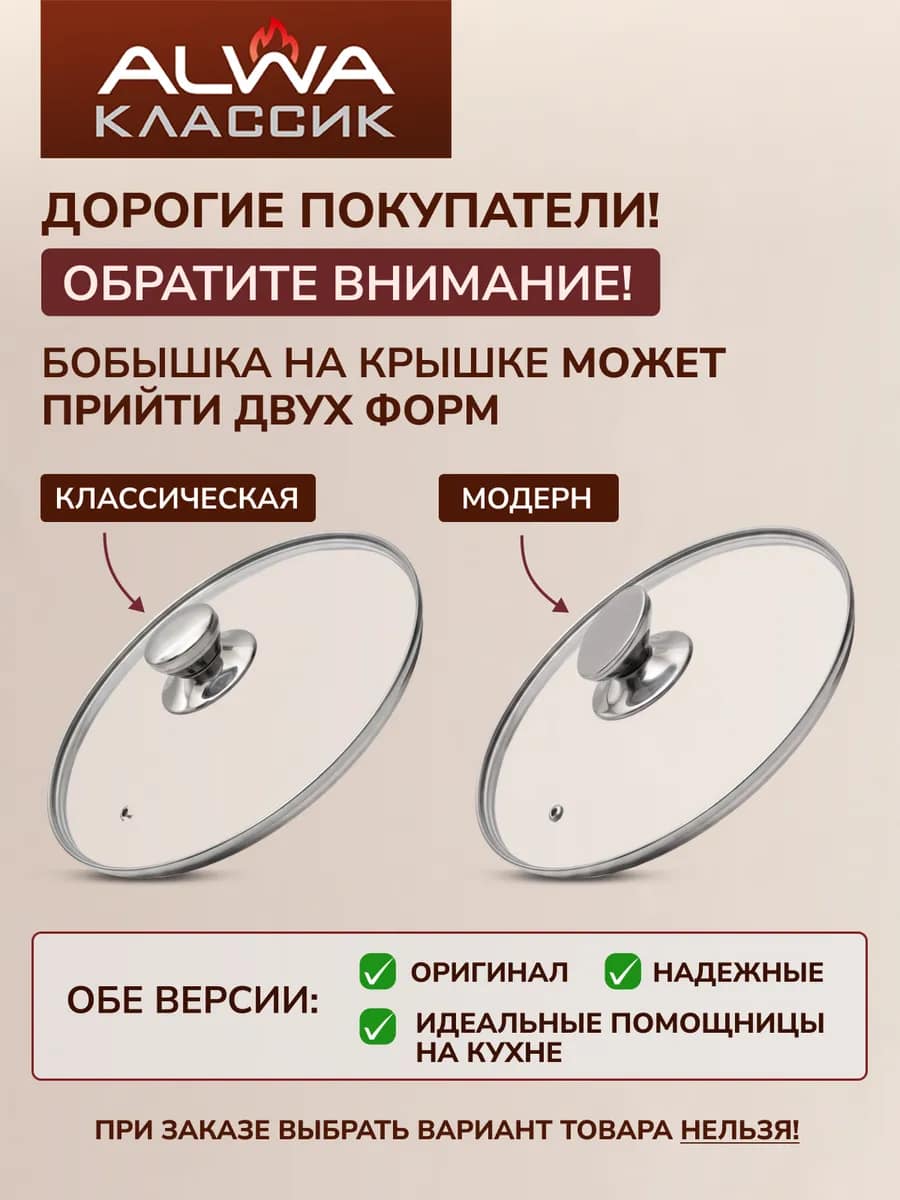 ALWA
КЛАССИК
ДОРОГИЕ ПОКУПАТЕЛИ!
ОБРАТИТЕ ВНИМАНИЕ!
БОБЫШКА НА КРЫШКЕ МОЖЕТ
ПРИЙТИ ДВУХ ФОРМ
КЛАССИЧЕСКАЯ
МОДЕРН
ОБЕ ВЕРСИИ:
ОРИГИНАЛ
НАДЕЖНЫЕ
ИДЕАЛЬНЫЕ ПОМОЩНИЦЫ
НА КУХНЕ
ПРИ ЗАКАЗЕ ВЫБРАТЬ ВАРИАНТ ТОВАРА НЕЛЬЗЯ!